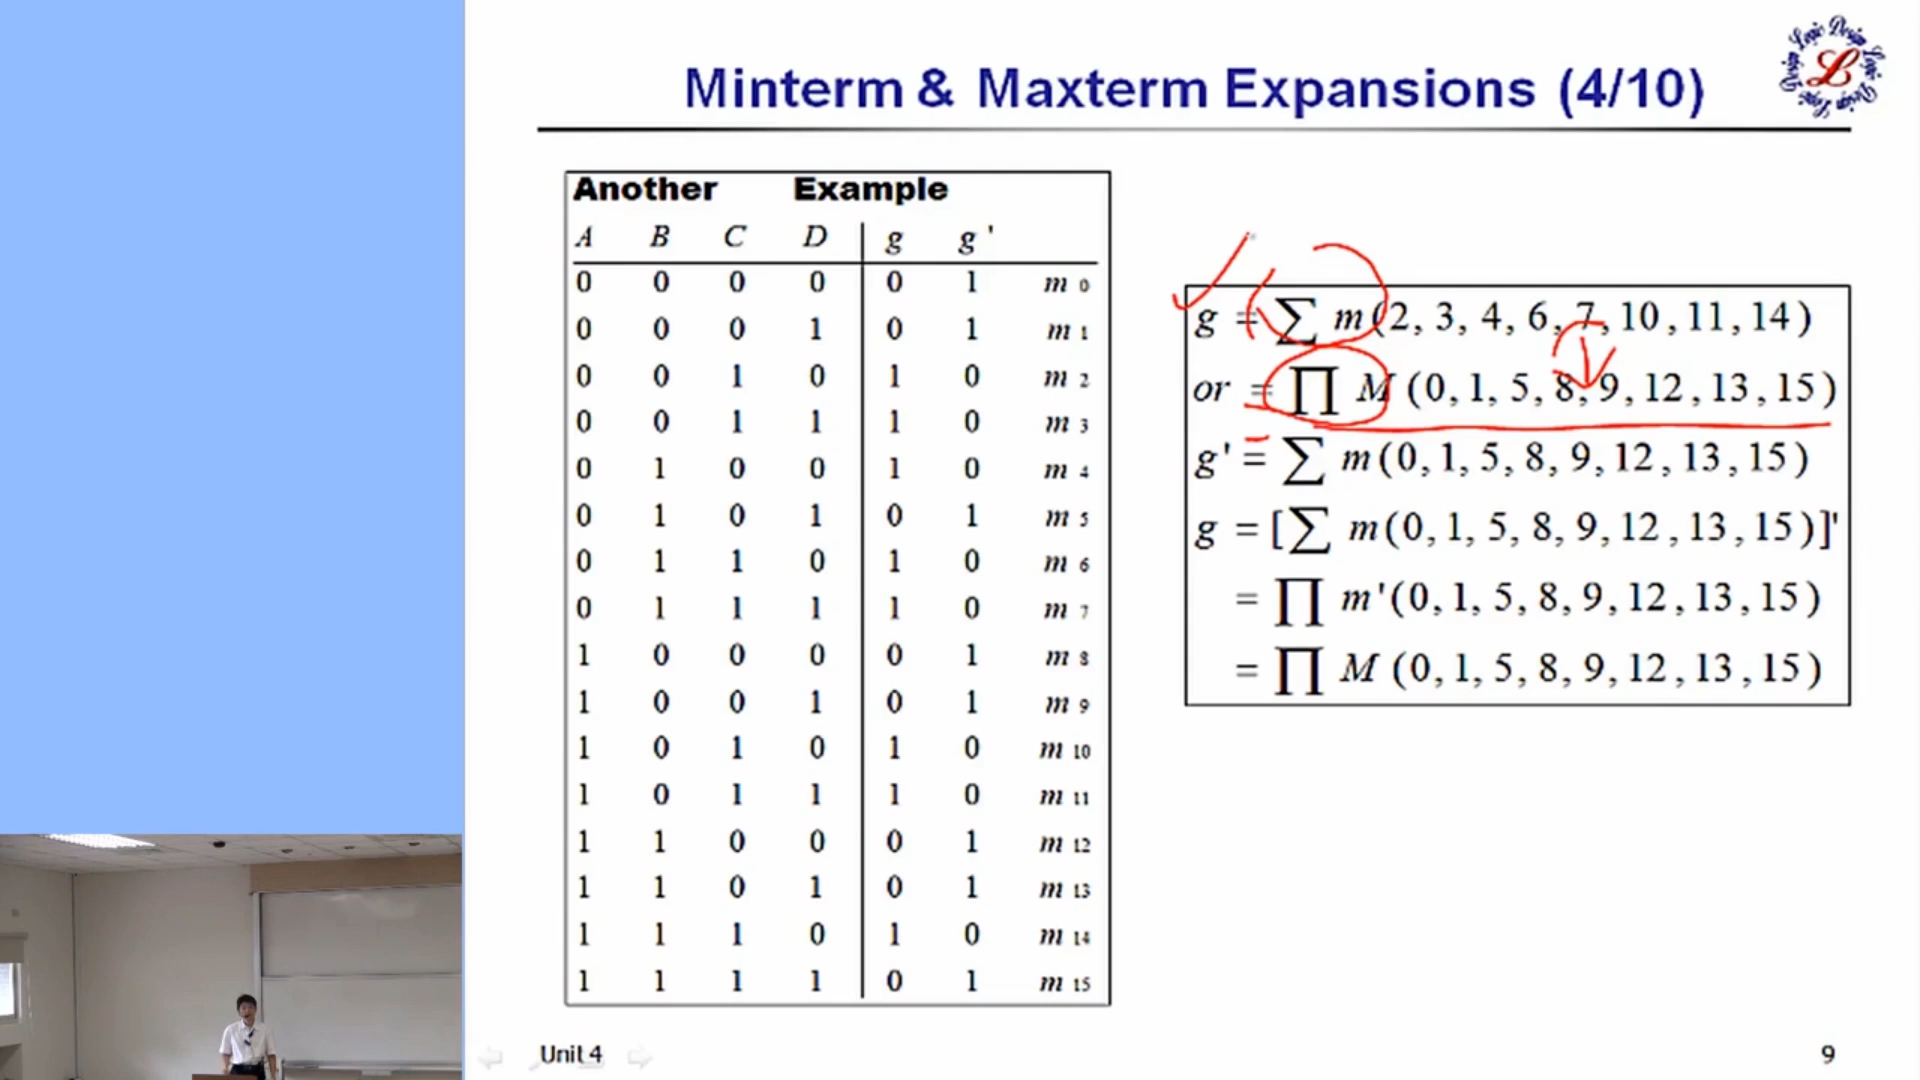 Minterm & Maxterm Expansions (4/10)
Logic Design Logic Design Logic Design
L
Another Example
A B C D g g'
0 0 0 0 0 1 m 0
0 0 0 1 0 1 m 1
0 0 1 0 1 0 m 2
0 0 1 1 1 0 m 3
0 1 0 0 1 0 m 4
0 1 0 1 0 1 m 5
0 1 1 0 1 0 m 6
0 1 1 1 1 0 m 7
1 0 0 0 0 1 m 8
1 0 0 1 0 1 m 9
1 0 1 0 1 0 m 10
1 0 1 1 1 0 m 11
1 1 0 0 0 1 m 12
1 1 0 1 0 1 m 13
1 1 1 0 1 0 m 14
1 1 1 1 0 1 m 15
g = ∑ m(2, 3, 4, 6, 7, 10, 11, 14)
or = ∏ M (0, 1, 5, 8, 9, 12, 13, 15)
g' = ∑ m(0, 1, 5, 8, 9, 12, 13, 15)
g = [∑ m(0, 1, 5, 8, 9, 12, 13, 15)]'
= ∏ m'(0, 1, 5, 8, 9, 12, 13, 15)
= ∏ M (0, 1, 5, 8, 9, 12, 13, 15)
Unit 4
9